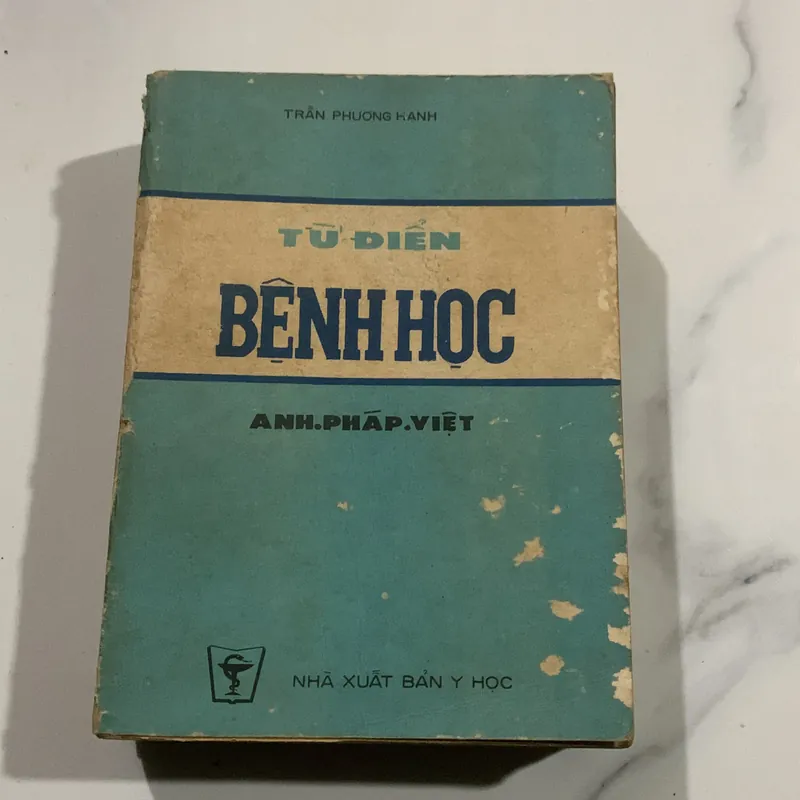 TRẦN PHƯƠNG HẠNH
TỪ ĐIỂN
BỆNH HỌC
ANH.PHÁP.VIỆT
NHÀ XUẤT BẢN Y HỌC